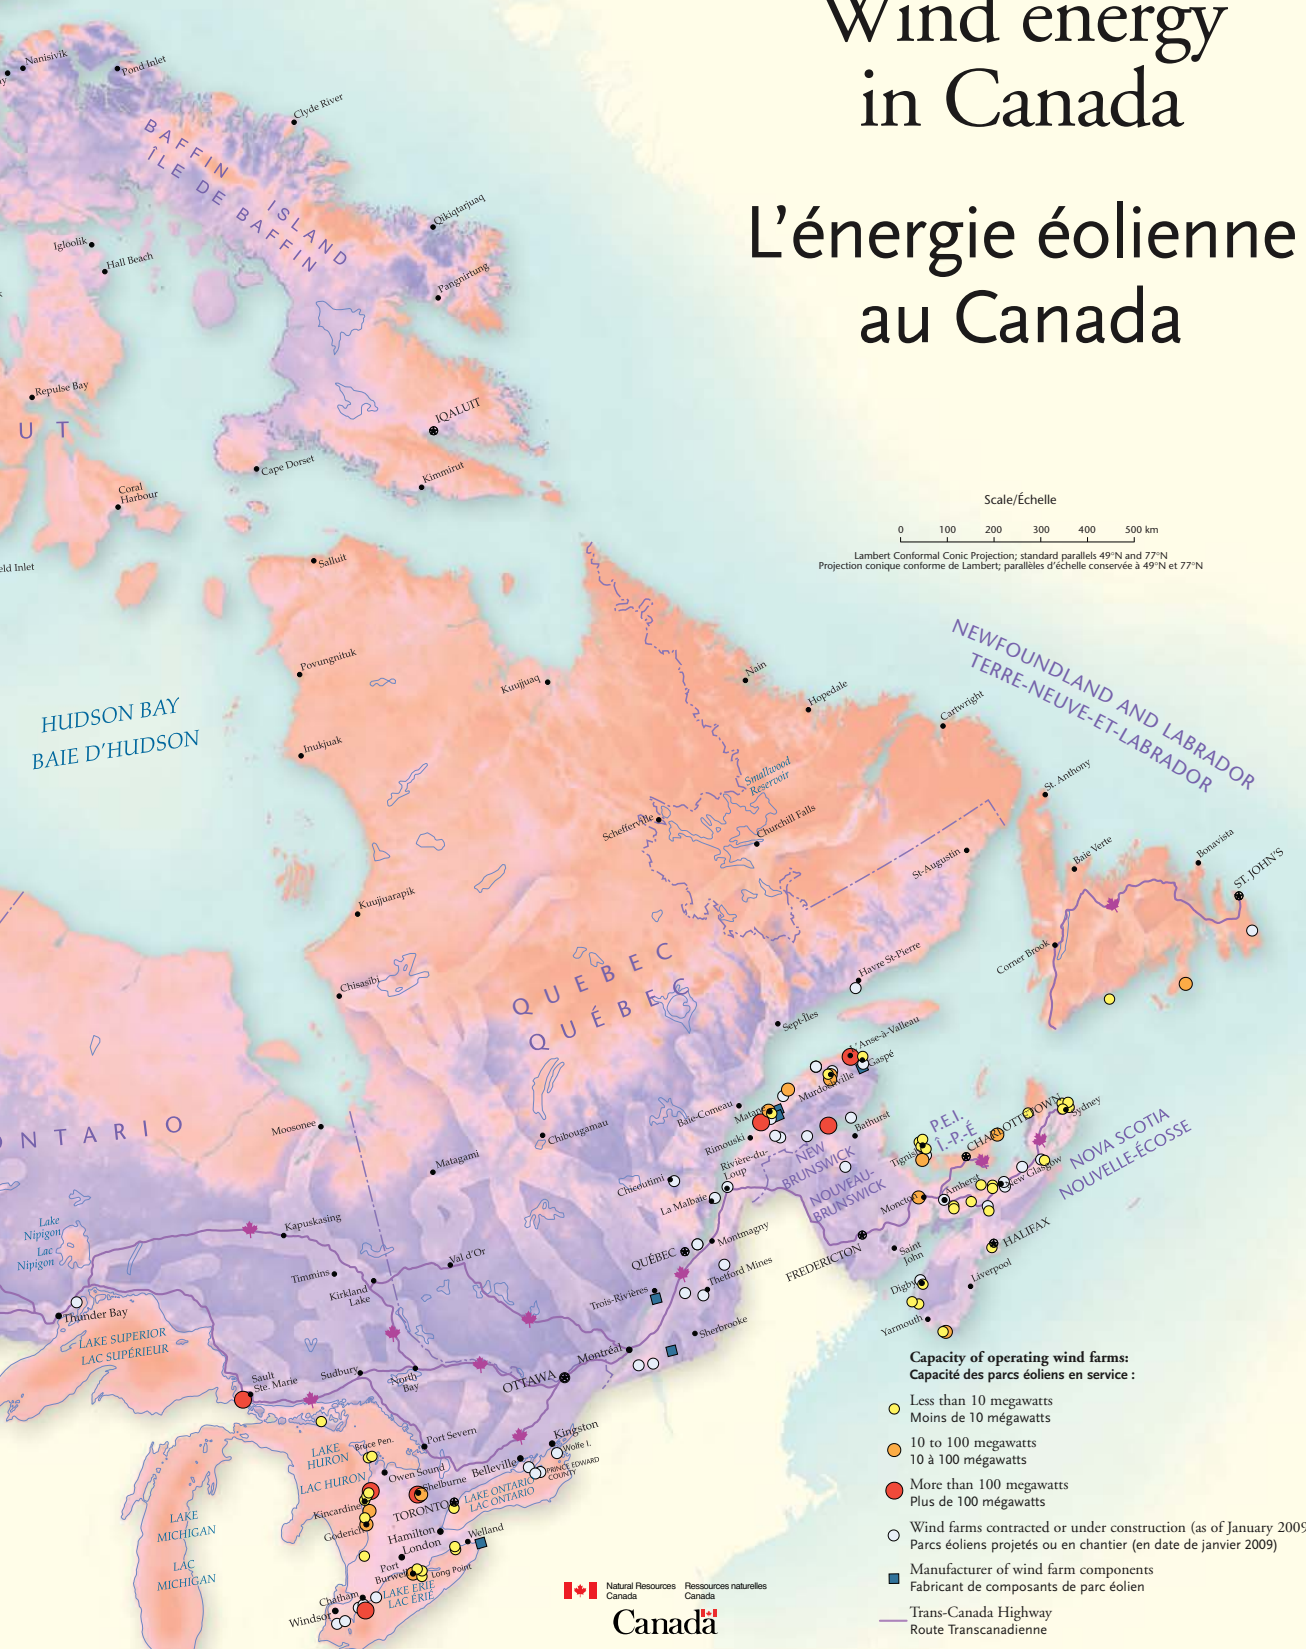 Wind energy
in Canada
L'énergie éolienne
au Canada
Nanisivik
Pond Inlet
Clyde River
BAFFIN ISLAND
ÎLE DE BAFFIN
Qikiqtarjuaq
Igloolik
Hall Beach
Pangnirtung
Repulse Bay
U T
IQALUIT
Cape Dorset
Kimmirut
Coral
Harbour
Scale/Échelle
0 100 200 300 400 500 km
Lambert Conformal Conic Projection; standard parallels 49°N and 77°N
Projection conique conforme de Lambert; parallèles d'échelle conservée à 49°N et 77°N
eld Inlet
Salluit
NEWFOUNDLAND AND LABRADOR
TERRE-NEUVE-ET-LABRADOR
Povungnituk
Kuujjuaq
Nain
Hopedale
Cartwright
HUDSON BAY
BAIE D'HUDSON
Inukjuak
Smallwood
Reservoir
St. Anthony
Schefferville
Churchill Falls
St-Augustin
Baie Verte
Bonavista
ST. JOHN'S
Kuujjuarapik
Corner Brook
Havre St-Pierre
QUEBEC
QUÉBEC
Chisasibi
Sept-Îles
L'Anse-à-Valleau
Gaspé
Murdochville
ONTARIO
Moosonee
Chibougamau
Baie-Comeau
Matane
Rimouski
Bathurst
P.E.I.
Î.-P.-É
CHARLOTTETOWN
Sydney
NOVA SCOTIA
NOUVELLE-ÉCOSSE
Tignish
Matagami
Rivière-du-
Loup
NEW
BRUNSWICK
NOUVEAU-
BRUNSWICK
Chicoutimi
La Malbaie
Moncton
Amherst
New Glasgow
Lake
Nipigon
Lac
Nipigon
Kapuskasing
Val d'Or
Timmins
Kirkland
Lake
QUÉBEC
Montmagny
FREDERICTON
Saint
John
HALIFAX
Thetford Mines
Trois-Rivières
Digby
Liverpool
Thunder Bay
LAKE SUPERIOR
LAC SUPÉRIEUR
Sherbrooke
Yarmouth
Montréal
Sault
Ste. Marie
Sudbury
North
Bay
OTTAWA
Capacity of operating wind farms:
Capacité des parcs éoliens en service :
Less than 10 megawatts
Moins de 10 mégawatts
10 to 100 megawatts
10 à 100 mégawatts
More than 100 megawatts
Plus de 100 mégawatts
Wind farms contracted or under construction (as of January 2009
Parcs éoliens projetés ou en chantier (en date de janvier 2009)
Manufacturer of wind farm components
Fabricant de composants de parc éolien
Trans-Canada Highway
Route Transcanadienne
LAKE
HURON
LAC HURON
Bruce Pen.
Port Severn
Kingston
Wolfe I.
Belleville
PRINCE EDWARD
COUNTY
Owen Sound
Shelburne
TORONTO
LAKE ONTARIO
LAC ONTARIO
Kincardine
Goderich
Hamilton
Welland
London
LAKE
MICHIGAN
LAC
MICHIGAN
Port
Burwell
Long Point
LAKE ERIE
LAC ÉRIÉ
Chatham
Windsor
Natural Resources
Canada
Ressources naturelles
Canada
Canada